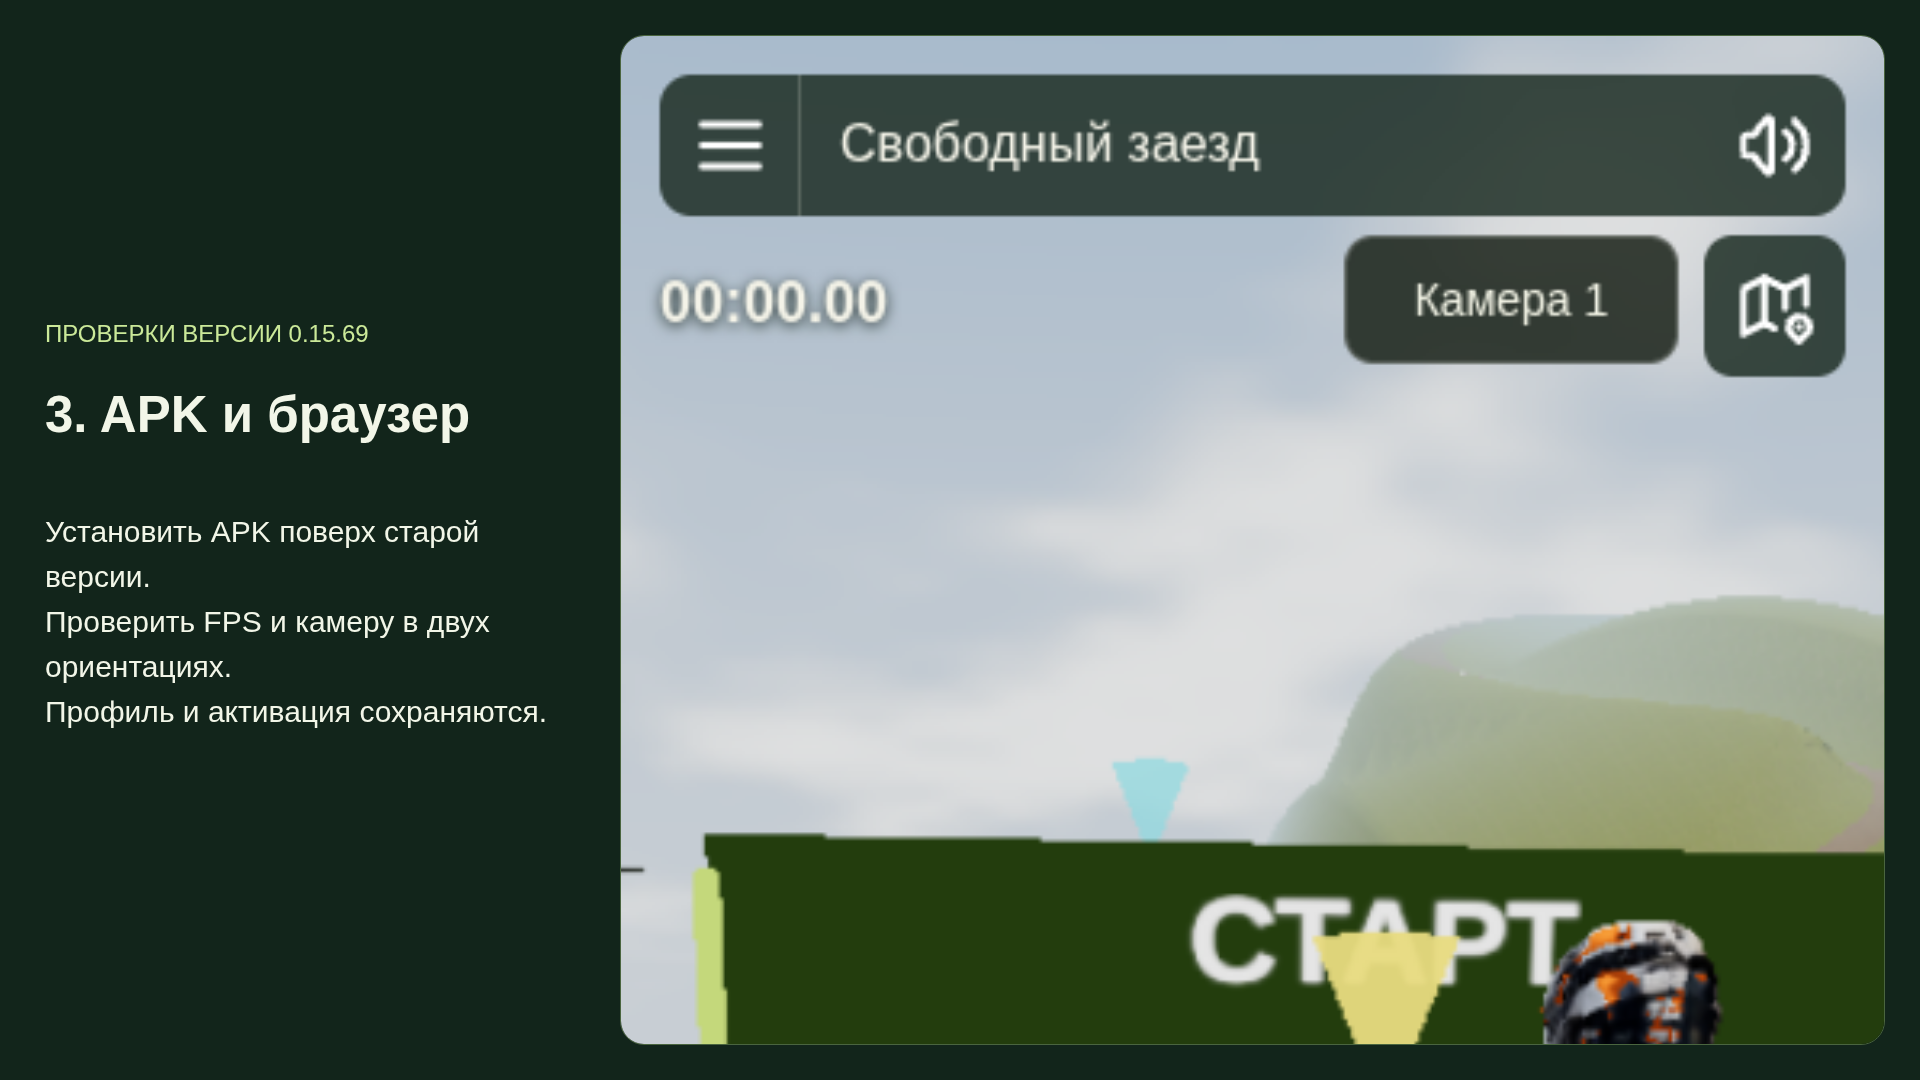 ПРОВЕРКИ ВЕРСИИ 0.15.69
3. APK и браузер
Установить APK поверх старой
версии.
Проверить FPS и камеру в двух
ориентациях.
Профиль и активация сохраняются.
Свободный заезд
00:00.00
Камера 1
СТАРТ